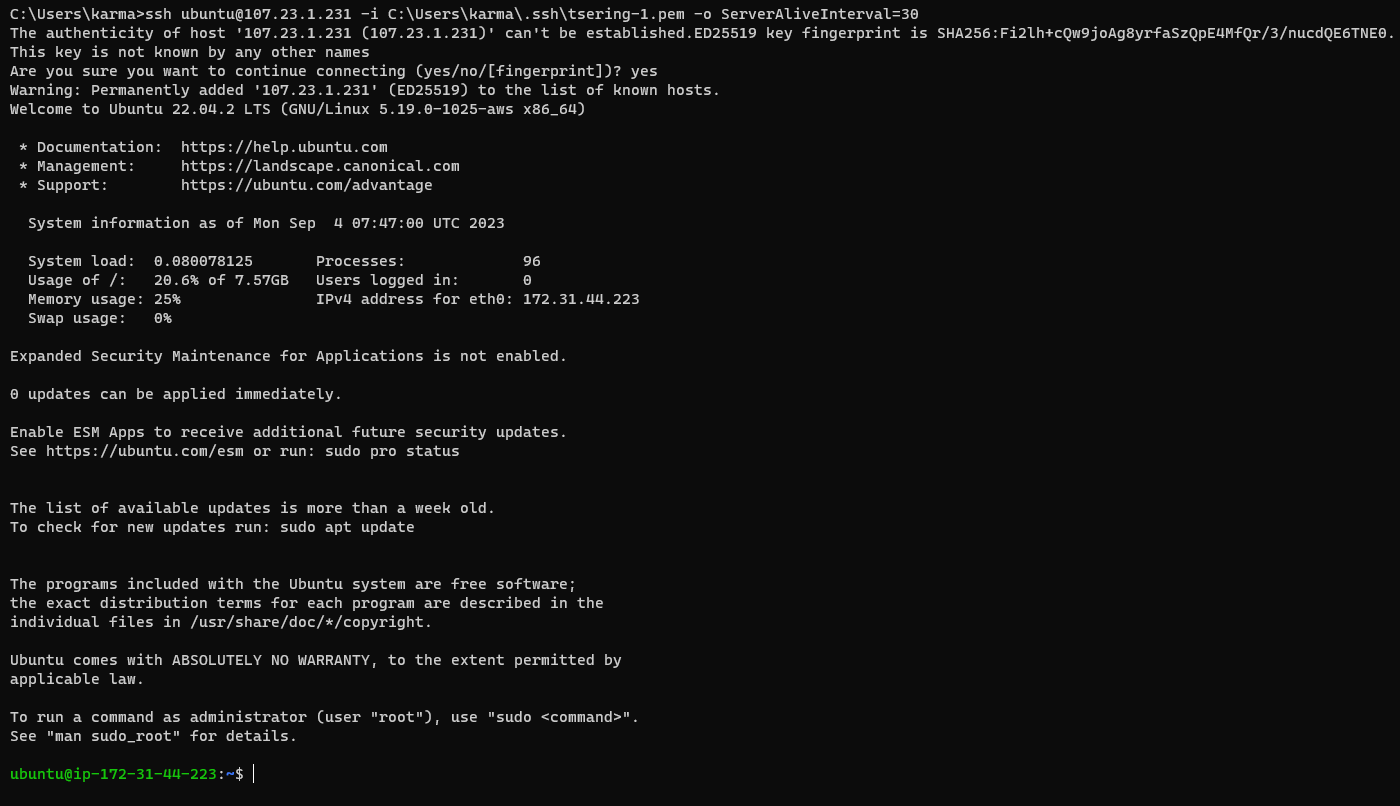 C:\Users\karma>ssh ubuntu@107.23.1.231 -i C:\Users\karma\.ssh\tsering-1.pem -o ServerAliveInterval=30
The authenticity of host '107.23.1.231 (107.23.1.231)' can't be established.ED25519 key fingerprint is SHA256:Fi2lh+cQw9joAg8yrfaSzQpE4MfQr/3/nucdQE6TNE0.
This key is not known by any other names
Are you sure you want to continue connecting (yes/no/[fingerprint])? yes
Warning: Permanently added '107.23.1.231' (ED25519) to the list of known hosts.
Welcome to Ubuntu 22.04.2 LTS (GNU/Linux 5.19.0-1025-aws x86_64)

 * Documentation:  https://help.ubuntu.com
 * Management:     https://landscape.canonical.com
 * Support:        https://ubuntu.com/advantage

  System information as of Mon Sep  4 07:47:00 UTC 2023

  System load:  0.080078125       Processes:             96
  Usage of /:   20.6% of 7.57GB   Users logged in:       0
  Memory usage: 25%               IPv4 address for eth0: 172.31.44.223
  Swap usage:   0%

Expanded Security Maintenance for Applications is not enabled.

0 updates can be applied immediately.

Enable ESM Apps to receive additional future security updates.
See https://ubuntu.com/esm or run: sudo pro status


The list of available updates is more than a week old.
To check for new updates run: sudo apt update


The programs included with the Ubuntu system are free software;
the exact distribution terms for each program are described in the
individual files in /usr/share/doc/*/copyright.

Ubuntu comes with ABSOLUTELY NO WARRANTY, to the extent permitted by
applicable law.

To run a command as administrator (user "root"), use "sudo <command>".
See "man sudo_root" for details.

ubuntu@ip-172-31-44-223:~$